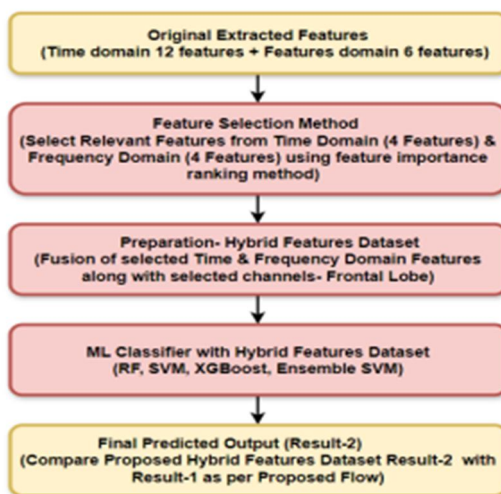 Original Extracted Features
(Time domain 12 features + Features domain 6 features)
Feature Selection Method
(Select Relevant Features from Time Domain (4 Features) &
Frequency Domain (4 Features) using feature importance
ranking method)
Preparation- Hybrid Features Dataset
(Fusion of selected Time & Frequency Domain Features
along with selected channels- Frontal Lobe)
ML Classifier with Hybrid Features Dataset
(RF, SVM, XGBoost, Ensemble SVM)
Final Predicted Output (Result-2)
(Compare Proposed Hybrid Features Dataset Result-2 with
Result-1 as per Proposed Flow)